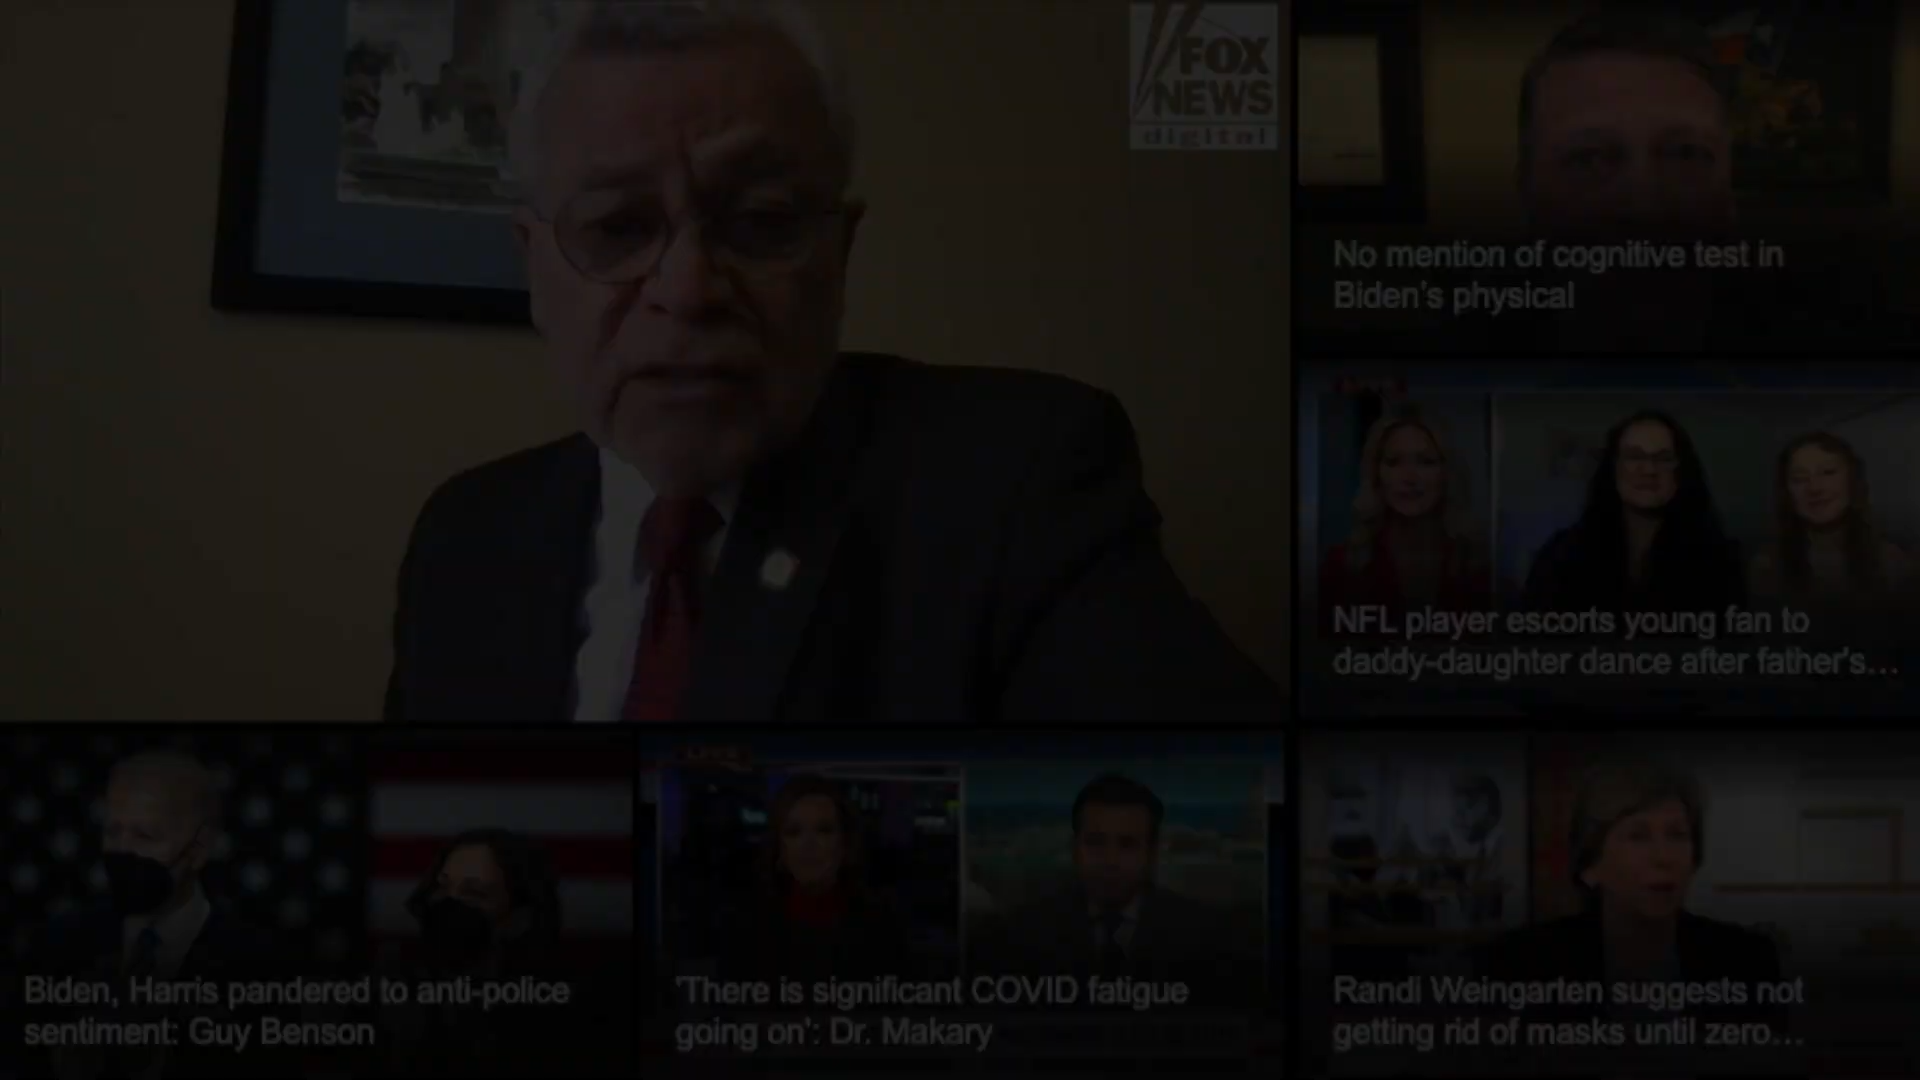 FOX
NEWS
digital
No mention of cognitive test in
Biden's physical
NFL player escorts young fan to
daddy-daughter dance after father's...
Biden, Harris pandered to anti-police
sentiment: Guy Benson
'There is significant COVID fatigue
going on': Dr. Makary
Randi Weingarten suggests not
getting rid of masks until zero...